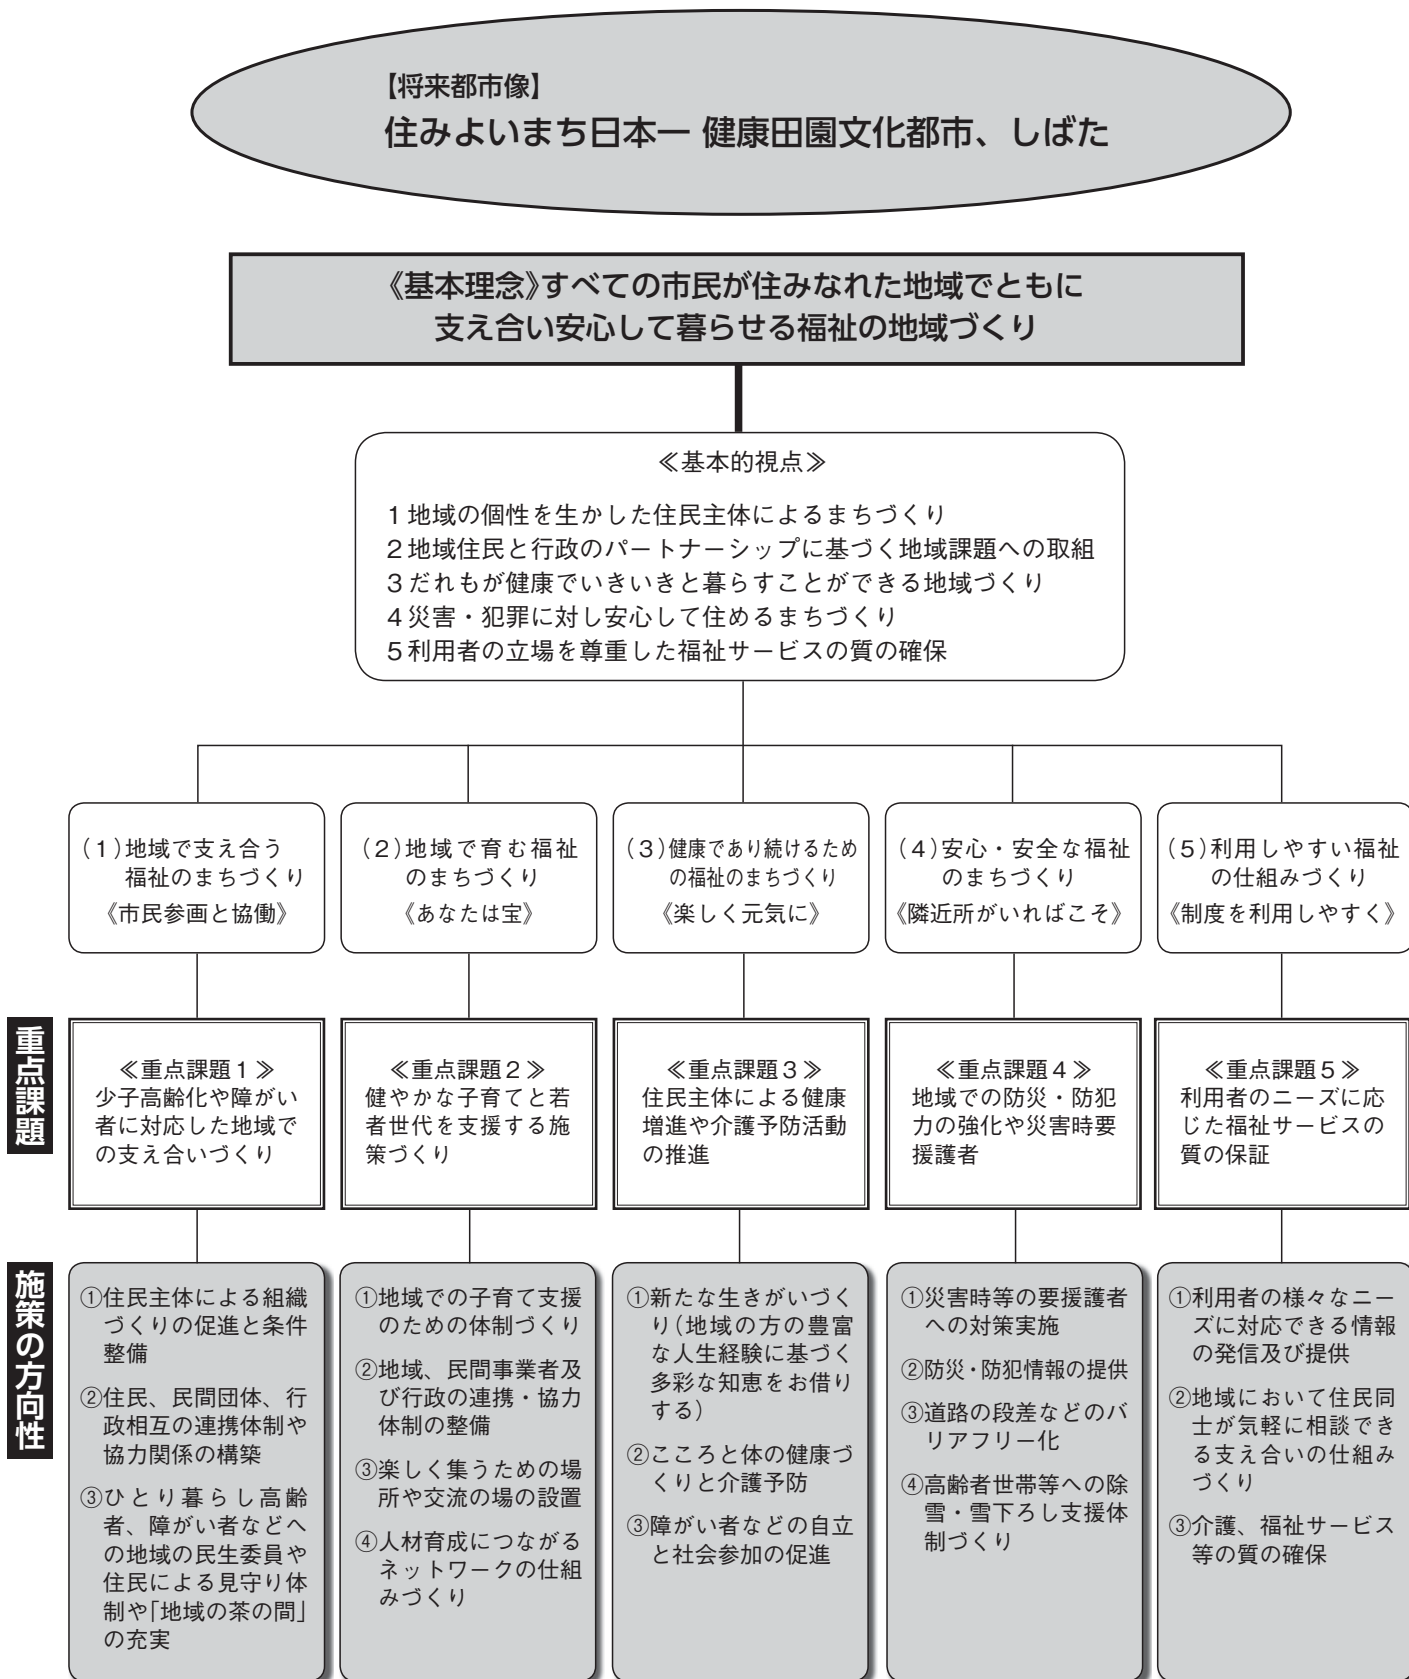 【将来都市像】
住みよいまち日本一 健康田園文化都市、しばた
《基本理念》すべての市民が住みなれた地域でともに
支え合い安心して暮らせる福祉の地域づくり
≪基本的視点≫
1 地域の個性を生かした住民主体によるまちづくり
2 地域住民と行政のパートナーシップに基づく地域課題への取組
3 だれもが健康でいきいきと暮らすことができる地域づくり
4 災害・犯罪に対し安心して住めるまちづくり
5 利用者の立場を尊重した福祉サービスの質の確保
(1)地域で支え合う
福祉のまちづくり
《市民参画と協働》
(2)地域で育む福祉
のまちづくり
《あなたは宝》
(3)健康であり続けるため
の福祉のまちづくり
《楽しく元気に》
(4)安心・安全な福祉
のまちづくり
《隣近所がいればこそ》
(5)利用しやすい福祉
の仕組みづくり
《制度を利用しやすく》
重点課題
≪重点課題1≫
少子高齢化や障がい
者に対応した地域で
の支え合いづくり
≪重点課題2≫
健やかな子育てと若
者世代を支援する施
策づくり
≪重点課題3≫
住民主体による健康
増進や介護予防活動
の推進
≪重点課題4≫
地域での防災・防犯
力の強化や災害時要
援護者
≪重点課題5≫
利用者のニーズに応
じた福祉サービスの
質の保証
施策の方向性
①住民主体による組織
づくりの促進と条件
整備
②住民、民間団体、行
政相互の連携体制や
協力関係の構築
③ひとり暮らし高齢
者、障がい者などへ
の地域の民生委員や
住民による見守り体
制や「地域の茶の間」
の充実
①地域での子育て支援
のための体制づくり
②地域、民間事業者及
び行政の連携・協力
体制の整備
③楽しく集うための場
所や交流の場の設置
④人材育成につながる
ネットワークの仕組
みづくり
①新たな生きがいづく
り(地域の方の豊富
な人生経験に基づく
多彩な知恵をお借り
する)
②こころと体の健康づ
くりと介護予防
③障がい者などの自立
と社会参加の促進
①災害時等の要援護者
への対策実施
②防災・防犯情報の提供
③道路の段差などのバ
リアフリー化
④高齢者世帯等への除
雪・雪下ろし支援体
制づくり
①利用者の様々なニー
ズに対応できる情報
の発信及び提供
②地域において住民同
士が気軽に相談でき
る支え合いの仕組み
づくり
③介護、福祉サービス
等の質の確保